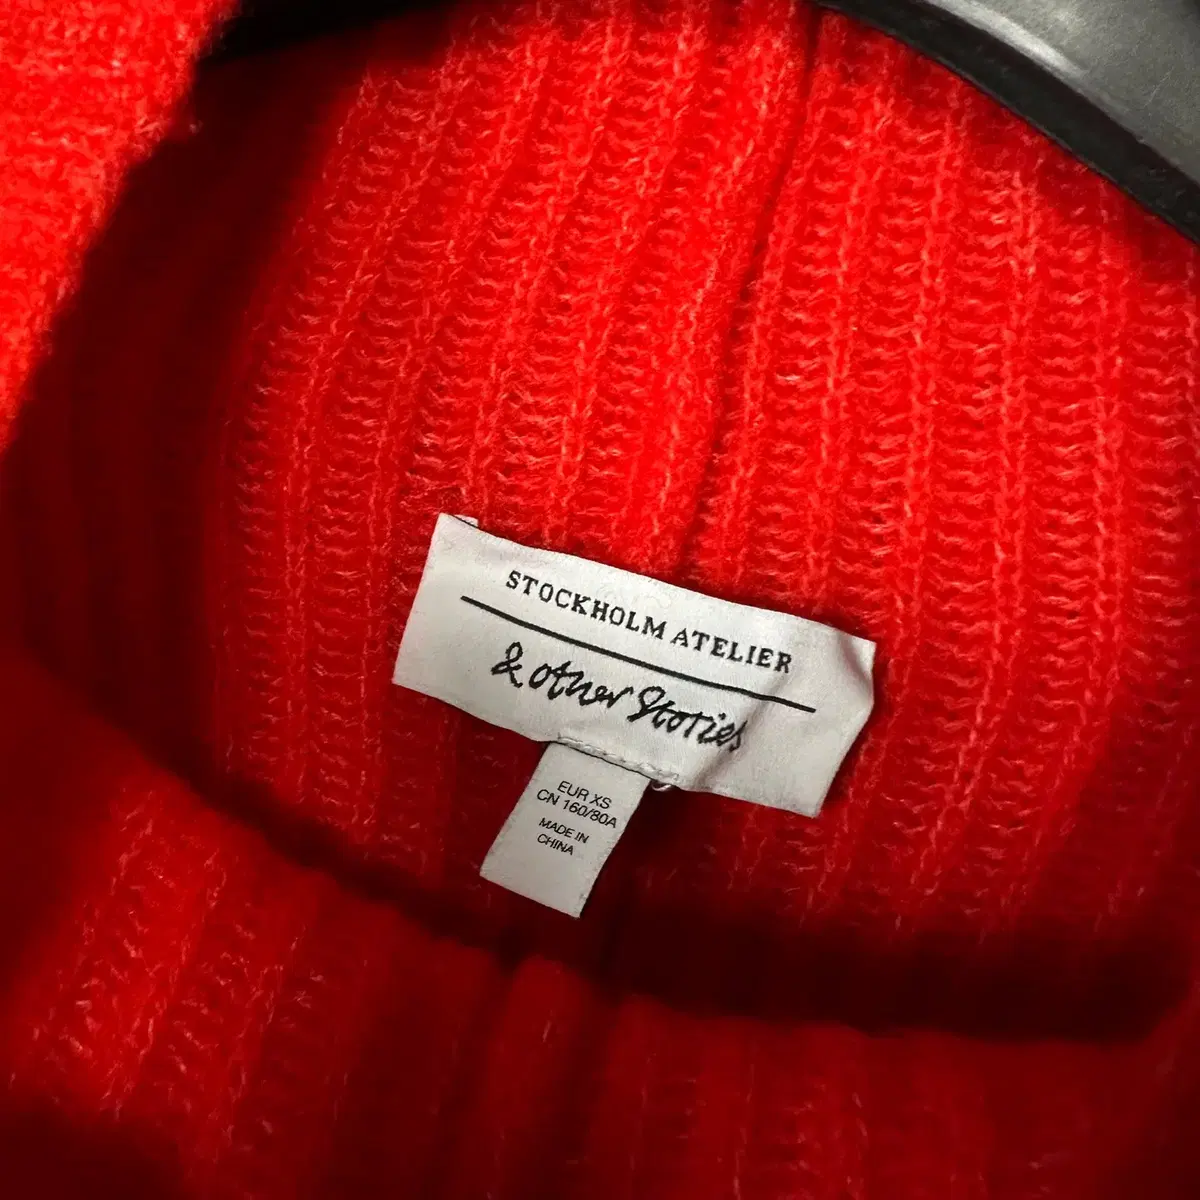 STOCKHOLM ATELIER
& other Stories
EUR XS
CN 160/80A
MADE IN
CHINA